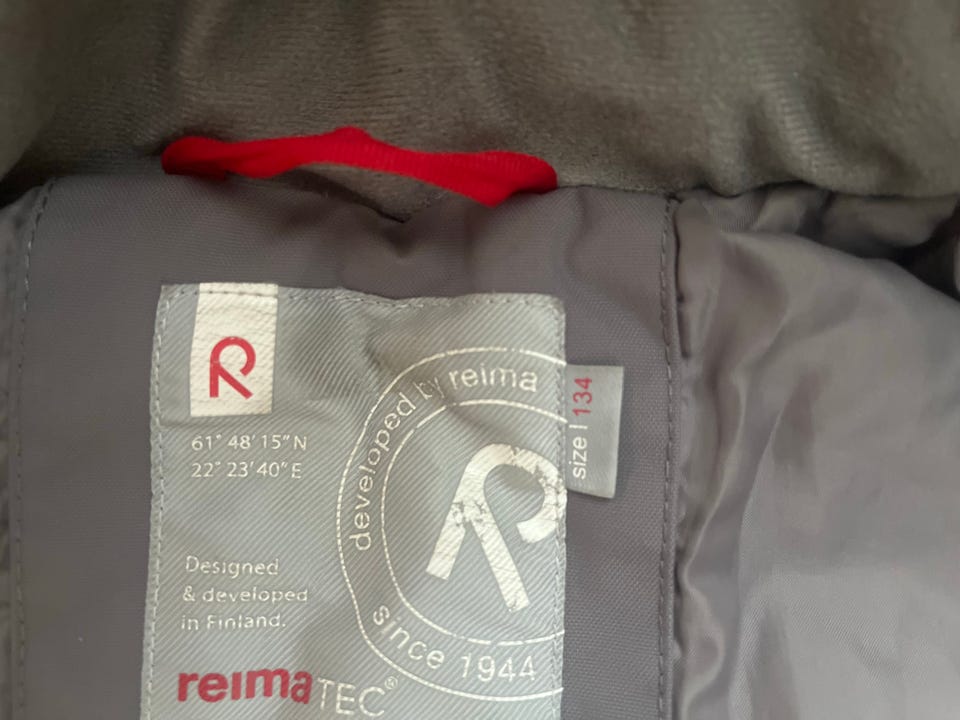 R
61° 48' 15" N
22° 23' 40" E
Designed
& developed
in Finland.
reimaTEC®
developed by reima
R
since 1944
size | 134